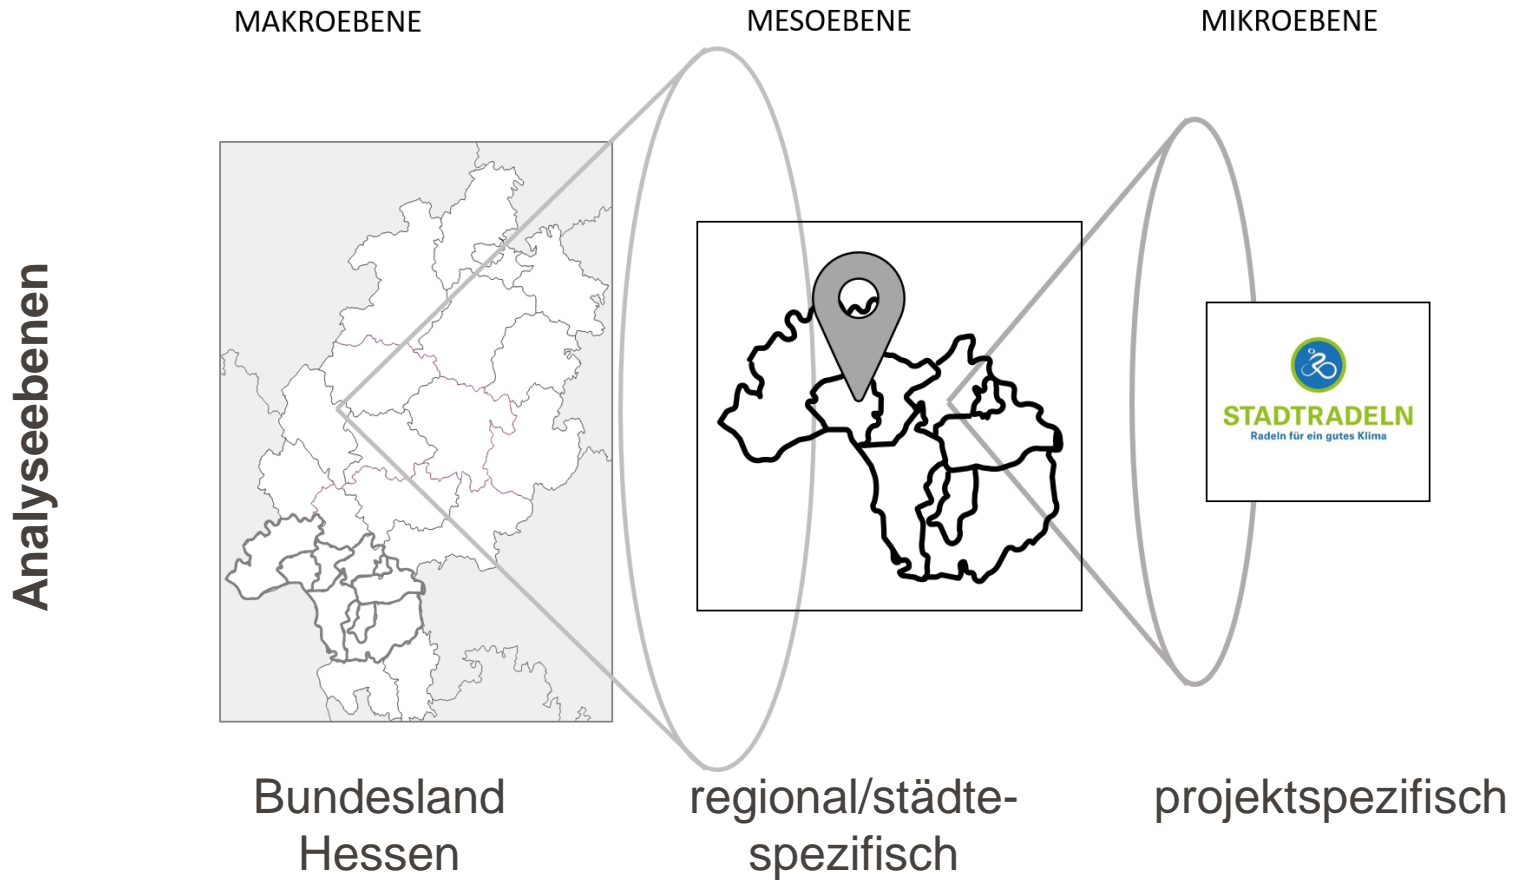 MAKROEBENE
MESOEBENE
MIKROEBENE
Analyseebenen
STADTRADELN
Radeln für ein gutes Klima
Bundesland
Hessen
regional/städte-
spezifisch
projektspezifisch